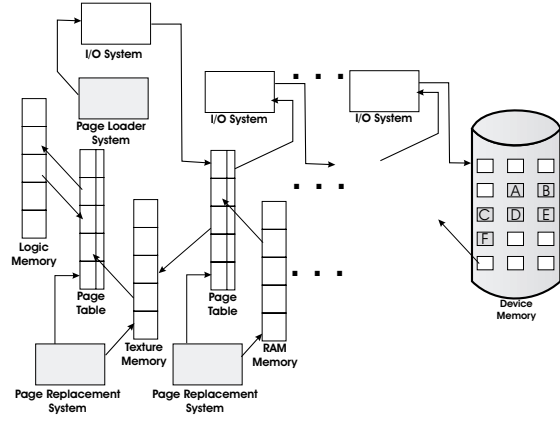 I/O System
Page Loader
System
I/O System
I/O System
Logic
Memory
Page
Table
Texture
Memory
Page
Table
RAM
Memory
A B
C D E
F
Device
Memory
Page Replacement
System
Page Replacement
System